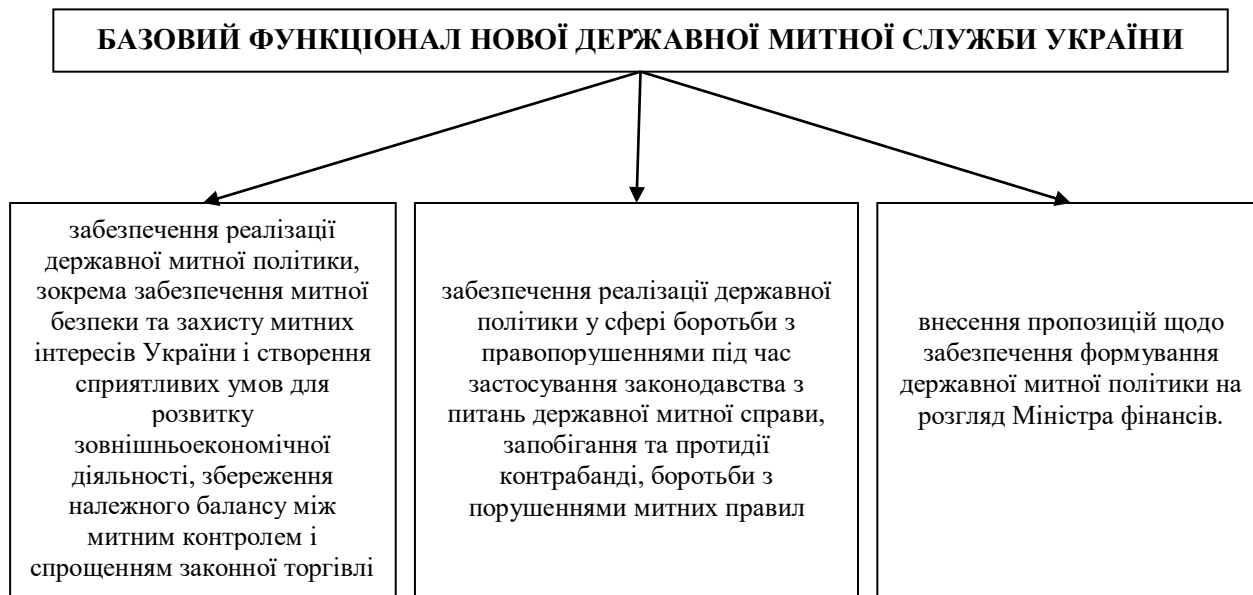 БАЗОВИЙ ФУНКЦІОНАЛ НОВОЇ ДЕРЖАВНОЇ МИТНОЇ СЛУЖБИ УКРАЇНИ
забезпечення реалізації
державної митної політики,
зокрема забезпечення митної
безпеки та захисту митних
інтересів України і створення
сприятливих умов для
розвитку
зовнішньоекономічної
діяльності, збереження
належного балансу між
митним контролем і
спрощенням законної торгівлі
забезпечення реалізації державної
політики у сфері боротьби з
правопорушеннями під час
застосування законодавства з
питань державної митної справи,
запобігання та протидії
контрабанді, боротьби з
порушеннями митних правил
внесення пропозицій щодо
забезпечення формування
державної митної політики на
розгляд Міністра фінансів.